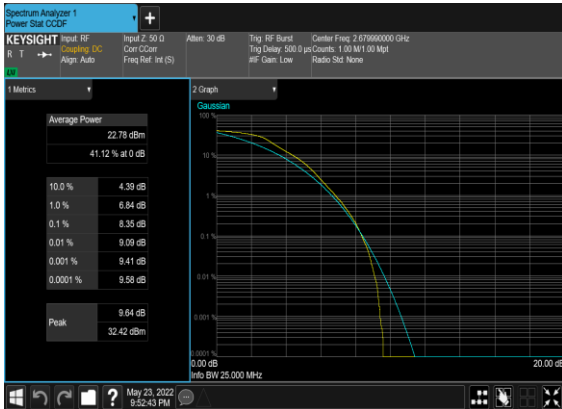 Spectrum Analyzer 1
Power Stat CCDF
+
KEYSIGHT
R T
Input: RF
Coupling: DC
Align: Auto
Input Z: 50 Ω
Corr CCorr
Freq Ref: Int (S)
Atten: 30 dB
Trig: RF Burst
Trig Delay: 500.0 µs
#IF Gain: Low
Center Freq: 2.679990000 GHz
Counts: 1.00 M/1.00 Mpt
Radio Std: None
1 Metrics
Average Power
22.78 dBm
41.12 % at 0 dB
10.0 % 4.39 dB
1.0 % 6.84 dB
0.1 % 8.35 dB
0.01 % 9.09 dB
0.001 % 9.41 dB
0.0001 % 9.58 dB
Peak
9.64 dB
32.42 dBm
2 Graph
Gaussian
100 %
10 %
1 %
0.1 %
0.01 %
0.001 %
0.0001 %
0.00 dB
20.00 dB
Info BW 25.000 MHz
?
May 23, 2022
9:52:43 PM